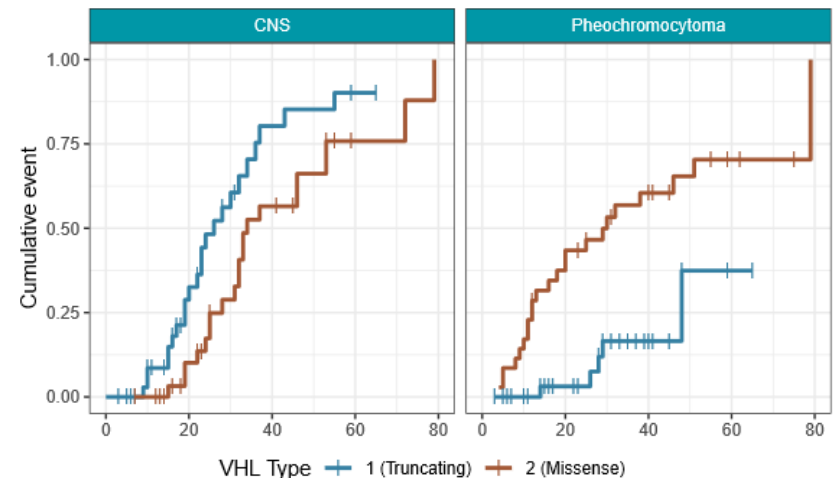 CNS Pheochromocytoma
1.00
0.75
0.50
0.25
0.00
Cumulative event
0 20 40 60 80 0 20 40 60 80
VHL Type 1 (Truncating) 2 (Missense)